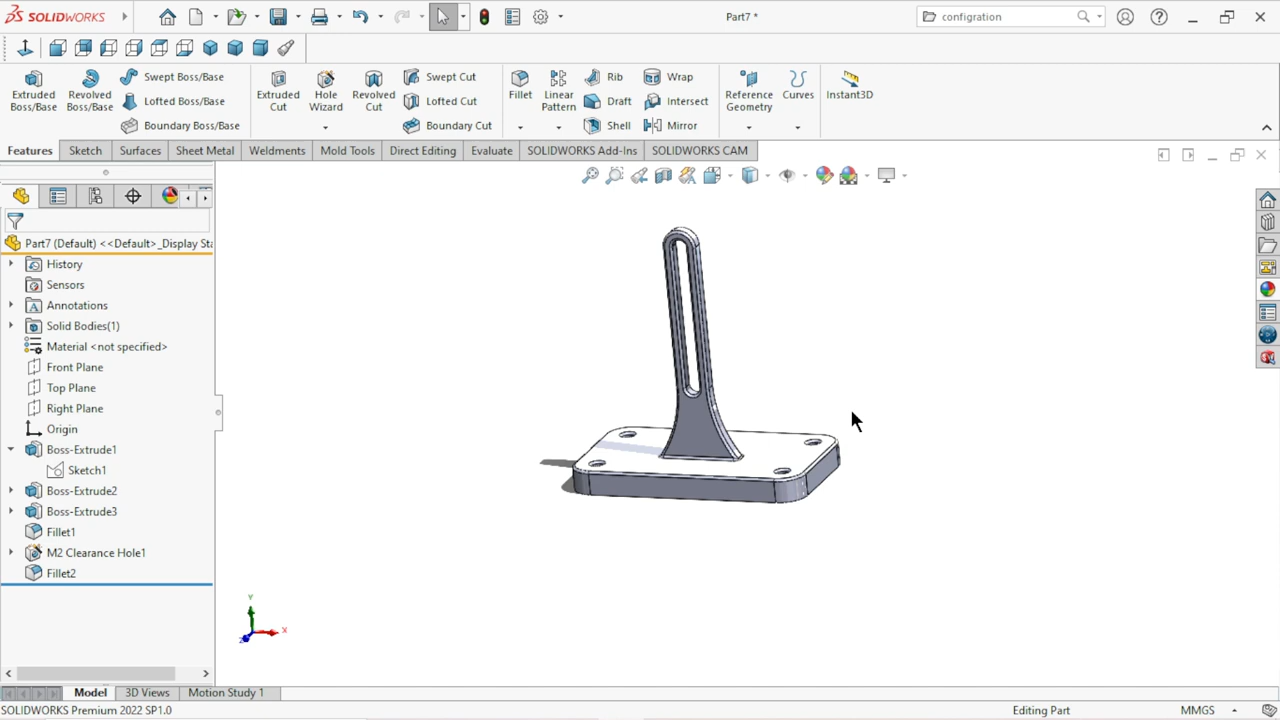 SOLIDWORKS
Part7 *
configration
Extruded Boss/Base
Revolved Boss/Base
Swept Boss/Base
Lofted Boss/Base
Boundary Boss/Base
Extruded Cut
Hole Wizard
Revolved Cut
Swept Cut
Lofted Cut
Boundary Cut
Fillet
Linear Pattern
Rib
Draft
Shell
Wrap
Intersect
Mirror
Reference Geometry
Curves
Instant3D
Features
Sketch
Surfaces
Sheet Metal
Weldments
Mold Tools
Direct Editing
Evaluate
SOLIDWORKS Add-Ins
SOLIDWORKS CAM
Part7 (Default) <<Default>_Display Sta
History
Sensors
Annotations
Solid Bodies(1)
Material <not specified>
Front Plane
Top Plane
Right Plane
Origin
Boss-Extrude1
Sketch1
Boss-Extrude2
Boss-Extrude3
Fillet1
M2 Clearance Hole1
Fillet2
Y
X
Z
Model
3D Views
Motion Study 1
SOLIDWORKS Premium 2022 SP1.0
Editing Part
MMGS